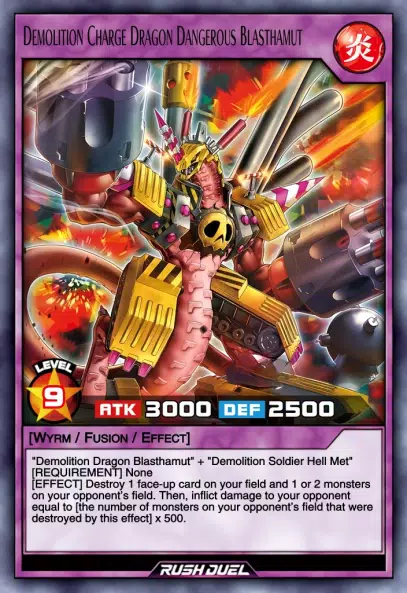 Demolition Charge Dragon Dangerous Blasthamut
炎
LEVEL
9
ATK 3000 DEF 2500
[Wyrm / Fusion / Effect]
"Demolition Dragon Blasthamut" + "Demolition Soldier Hell Met"
[REQUIREMENT] None
[EFFECT] Destroy 1 face-up card on your field and 1 or 2 monsters
on your opponent's field. Then, inflict damage to your opponent
equal to [the number of monsters on your opponent's field that were
destroyed by this effect] x 500.
RUSH DUEL